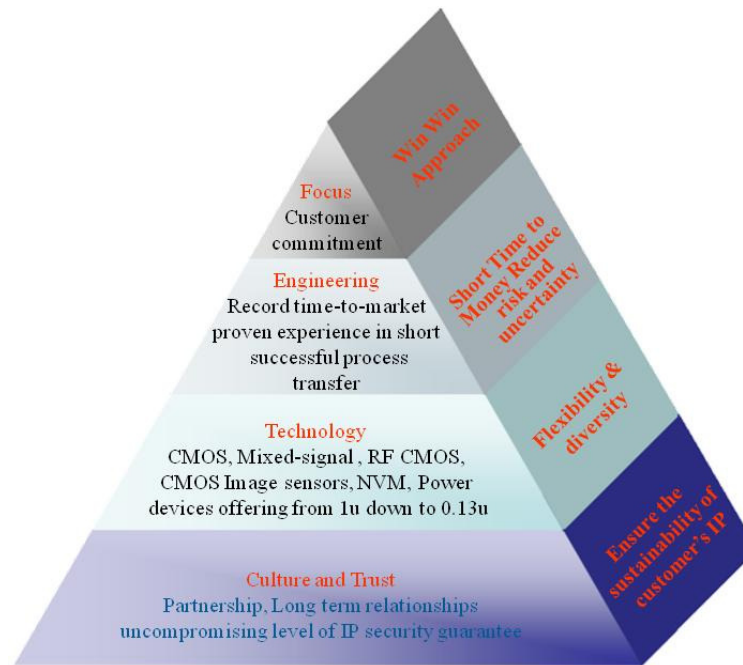 Focus
Customer
commitment
Win Win
Approach
Engineering
Record time-to-market
proven experience in short
successful process
transfer
Short Time to
Money Reduce
risk and
uncertainty
Technology
CMOS, Mixed-signal , RF CMOS,
CMOS Image sensors, NVM, Power
devices offering from 1u down to 0.13u
Flexibility &
diversity
Culture and Trust
Partnership, Long term relationships
uncompromising level of IP security guarantee
Ensure the
sustainability of
customer's IP